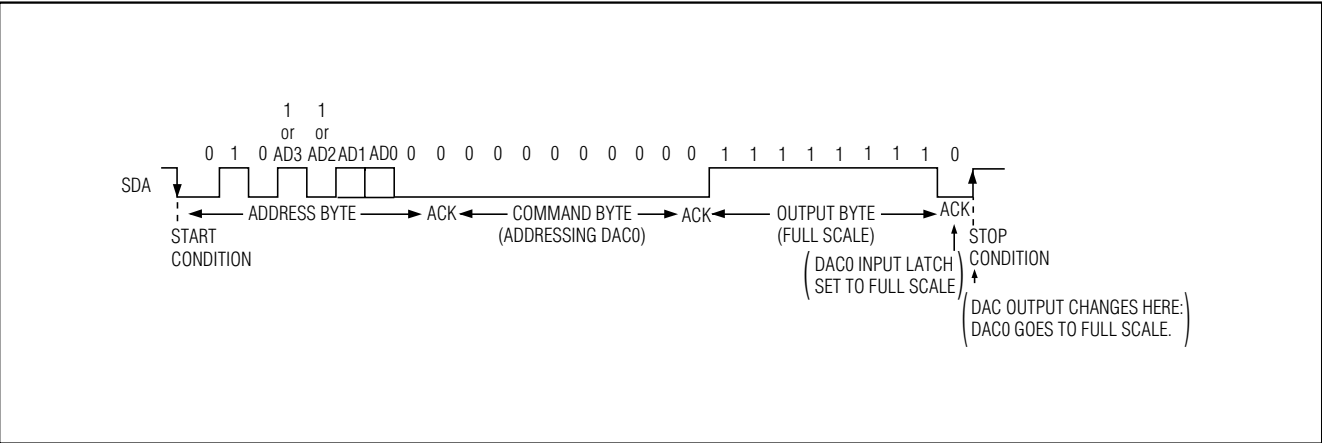 1 1
or or
0 1 0 AD3 AD2 AD1 AD0 0 0 0 0 0 0 0 0 0 0 0 1 1 1 1 1 1 1 1 0
SDA
ADDRESS BYTE ACK COMMAND BYTE (ADDRESSING DAC0) ACK OUTPUT BYTE (FULL SCALE) ACK
START CONDITION
STOP CONDITION
(DAC0 INPUT LATCH
SET TO FULL SCALE)
(DAC OUTPUT CHANGES HERE:
DAC0 GOES TO FULL SCALE.)